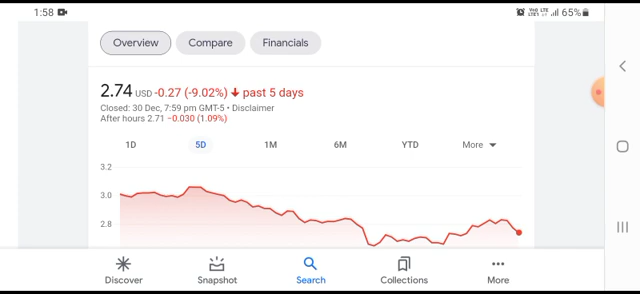 1:58
65%
Overview
Compare
Financials
2.74 USD -0.27 (-9.02%) past 5 days
Closed: 30 Dec, 7:59 pm GMT-5 • Disclaimer
After hours 2.71 −0.030 (1.09%)
1D
5D
1M
6M
YTD
More
3.2
3.0
2.8
Discover
Snapshot
Search
Collections
More